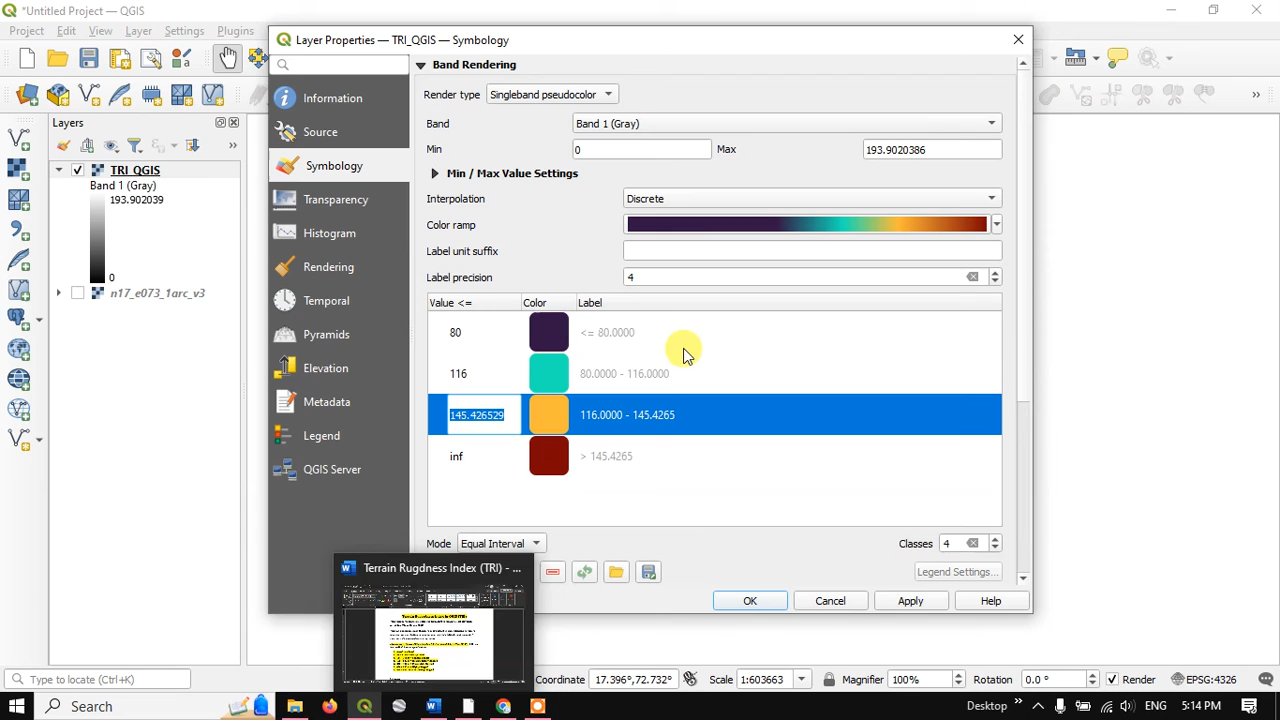 *Untitled Project — QGIS
Project Edit View Layer Settings Plugins
Layers
TRI_QGIS
Band 1 (Gray)
193.902039
0
n17_e073_1arc_v3
Layer Properties — TRI_QGIS — Symbology
Information
Source
Symbology
Transparency
Histogram
Rendering
Temporal
Pyramids
Elevation
Metadata
Legend
QGIS Server
Band Rendering
Render type Singleband pseudocolor
Band Band 1 (Gray)
Min 0 Max 193.9020386
Min / Max Value Settings
Interpolation Discrete
Color ramp
Label unit suffix
Label precision 4
Value <= Color Label
80 <= 80.0000
116 80.0000 - 116.0000
145.426529 116.0000 - 145.4265
inf > 145.4265
Mode Equal Interval Classes 4
Legend Settings...
OK Cancel Apply Help
Terrain Rugdness Index (TRI) - ...
Type to locate (Ctrl+K)
Coordinate 17.396°,72.732° Scale 1:603663 Magnifier 100% Rotation 0.0 ° Render EPSG:4326
Search Desktop » ENG 5:14 PM